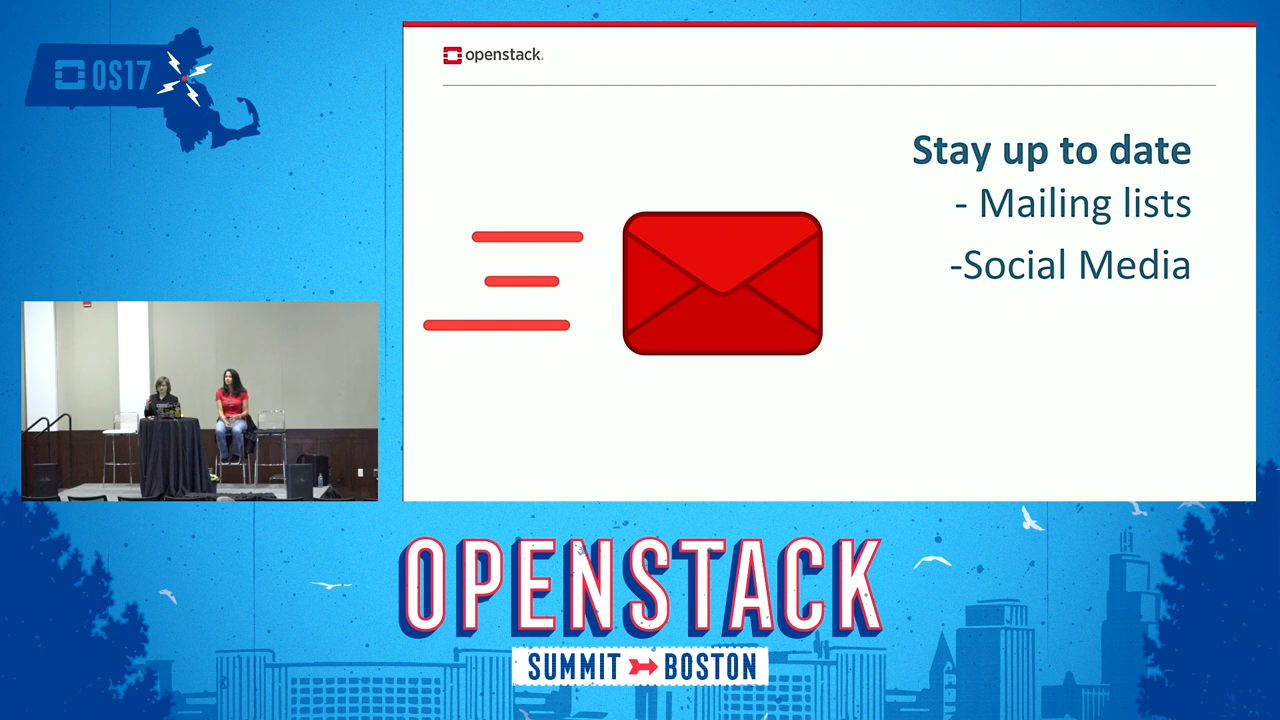 OS17
openstack.
Stay up to date
- Mailing lists
-Social Media
OPENSTACK
SUMMIT BOSTON